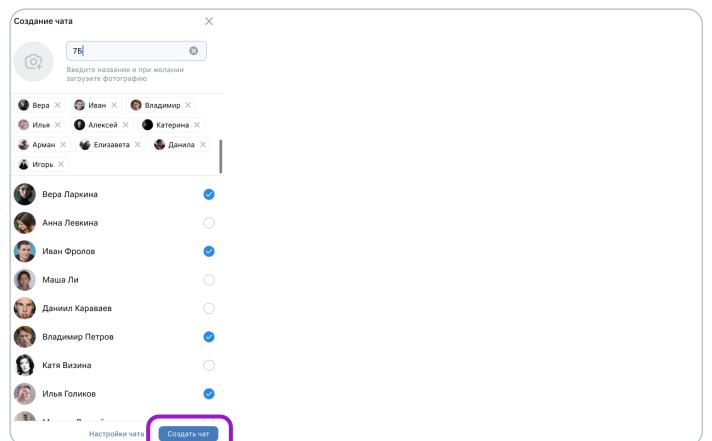 Создание чата
7Б
Введите название и при желании
загрузите фотографию
Вера Иван Владимир
Илья Алексей Катерина
Арман Елизавета Данила
Игорь
Вера Ларкина
Анна Левкина
Иван Фролов
Маша Ли
Даниил Караваев
Владимир Петров
Катя Визина
Илья Голиков
Настройки чата Создать чат